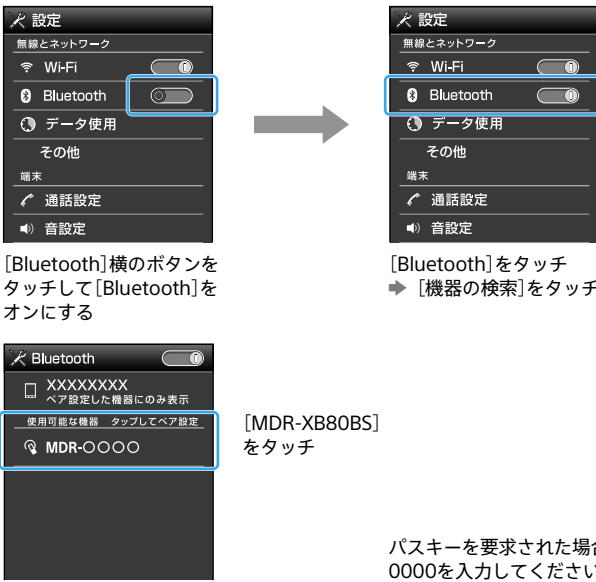 設定
無線とネットワーク
Wi-Fi
Bluetooth
データ使用
その他
端末
通話設定
音設定
[Bluetooth]横のボタンを
タッチして[Bluetooth]を
オンにする
設定
無線とネットワーク
Wi-Fi
Bluetooth
データ使用
その他
端末
通話設定
音設定
[Bluetooth]をタッチ
➡ [機器の検索]をタッチ
Bluetooth
XXXXXXXX
ペア設定した機器にのみ表示
使用可能な機器 タップしてペア設定
MDR-○○○○
[MDR-XB80BS]
をタッチ
パスキーを要求された場合
0000を入力してください